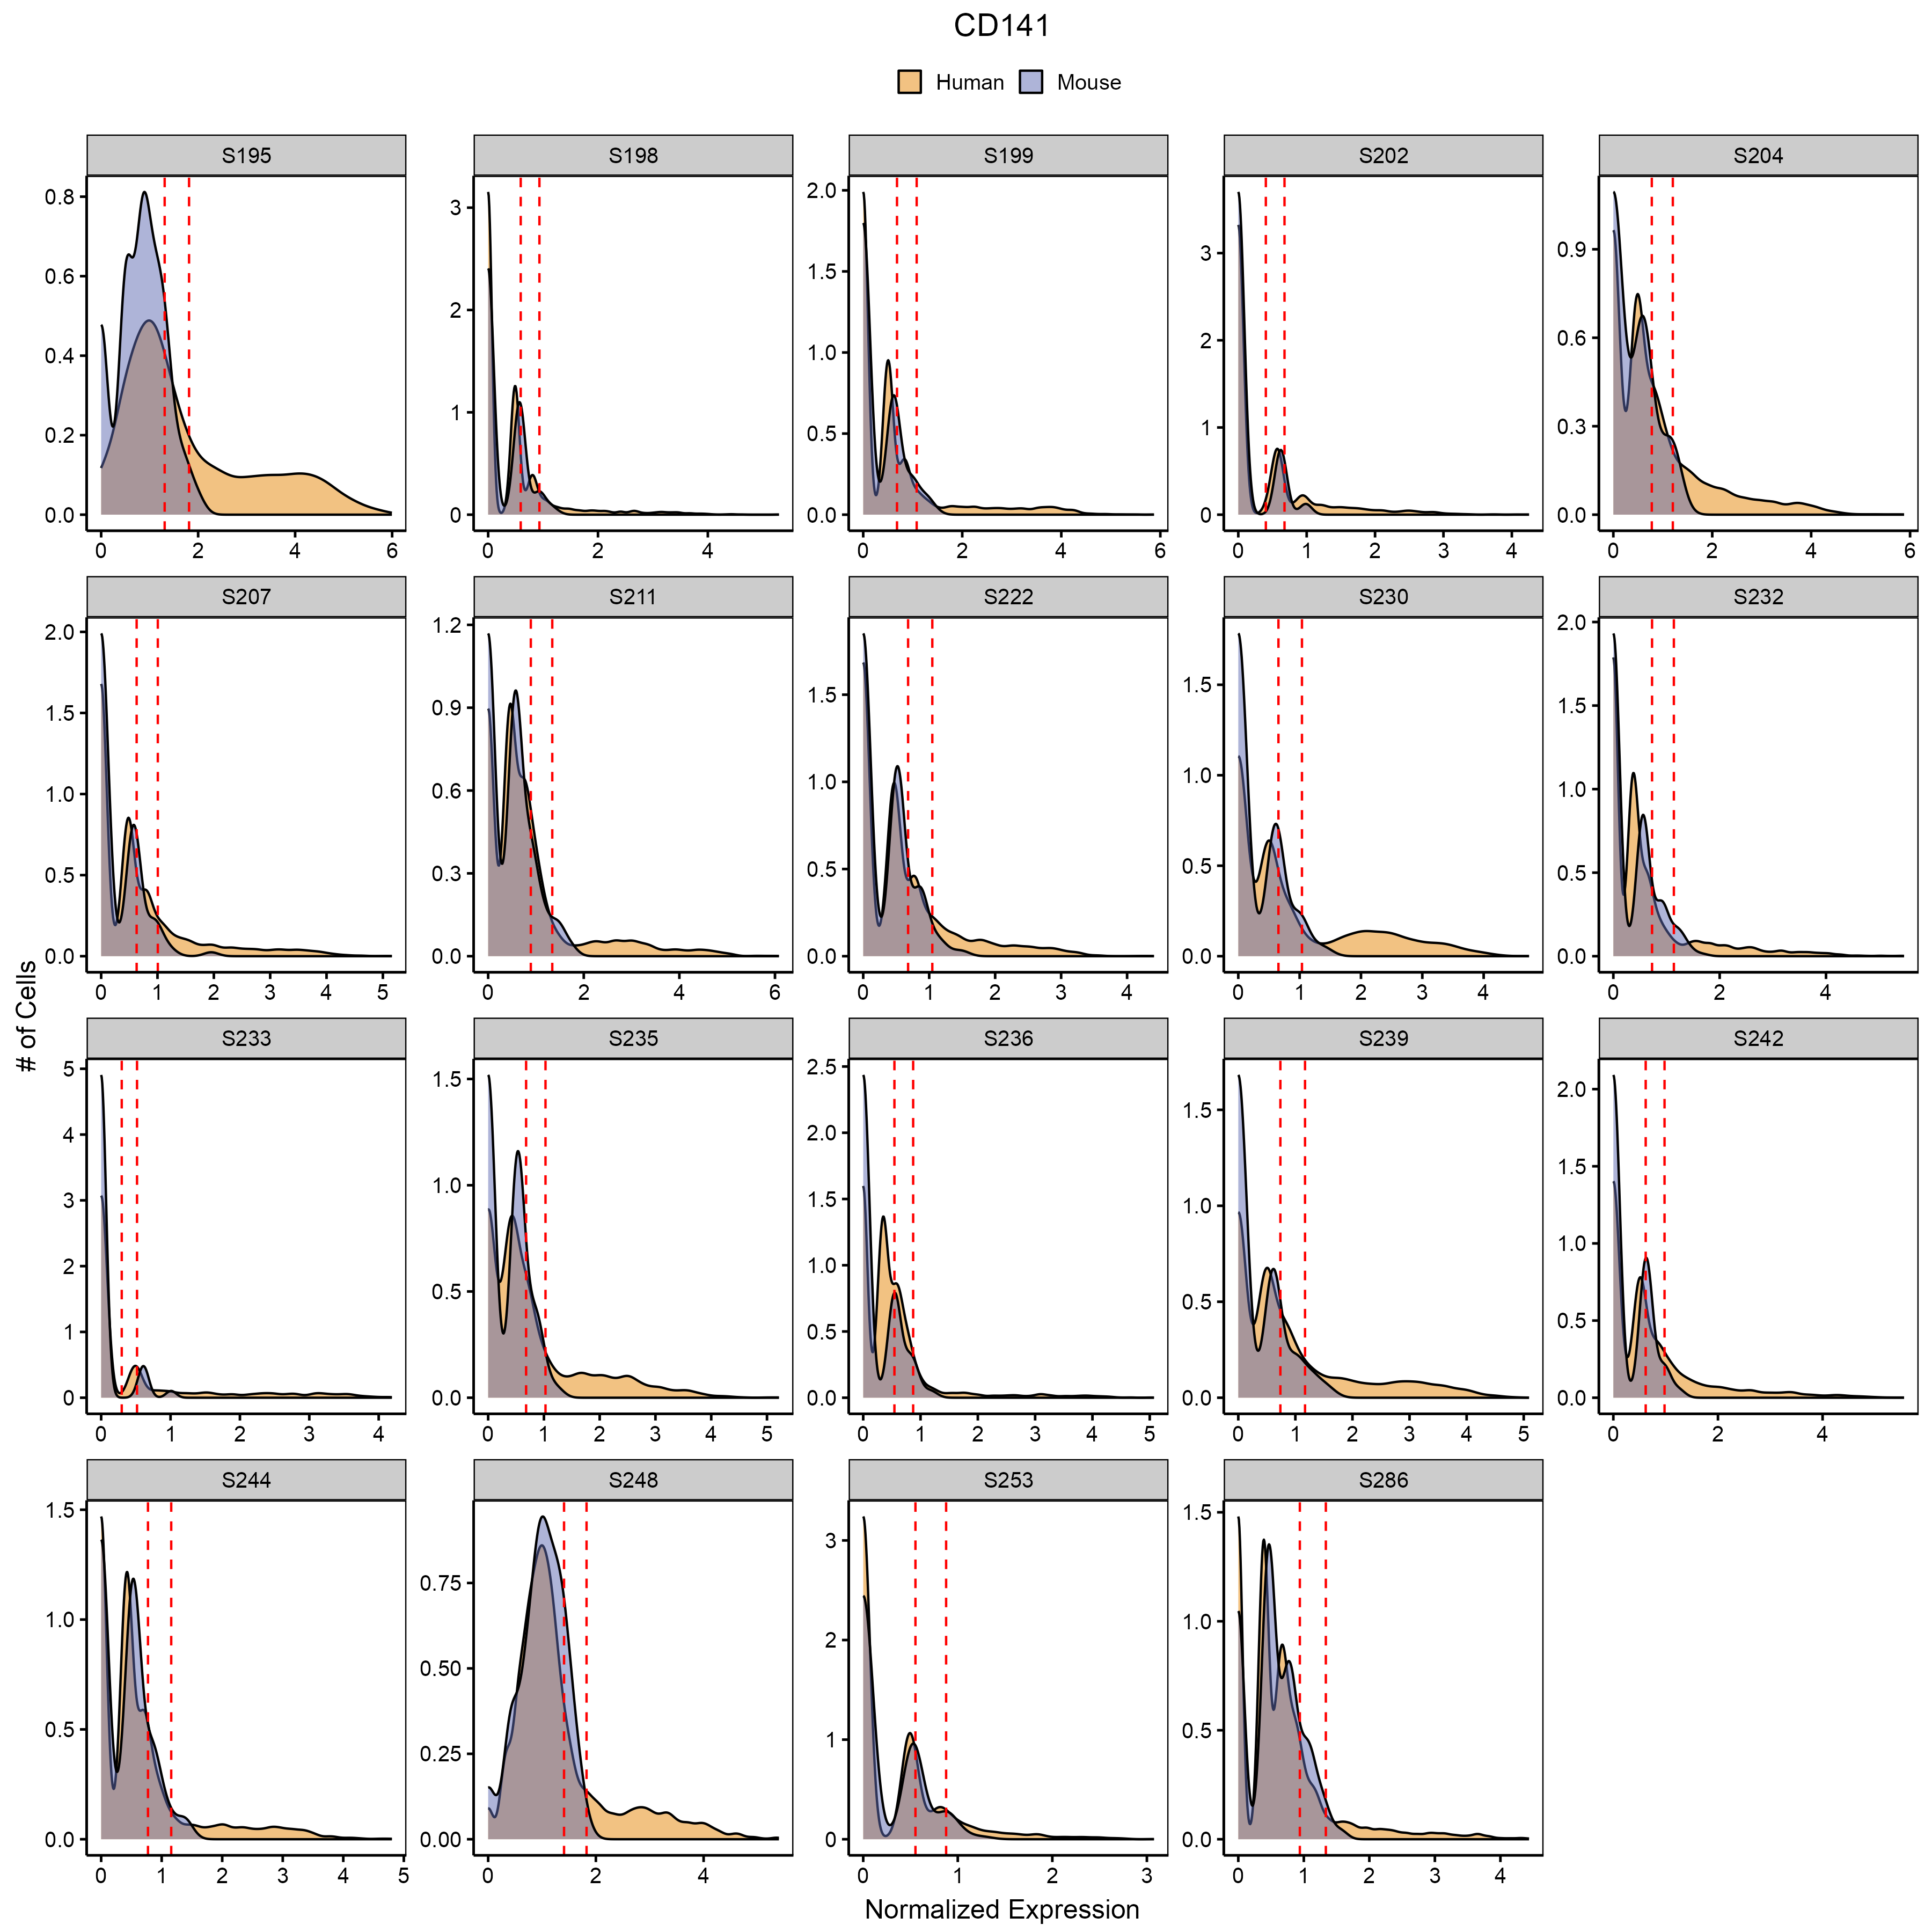 CD141
Human Mouse
S195 S198 S199 S202 S204
0.8 0.6 0.4 0.2 0.0
3 2 1 0
2.0 1.5 1.0 0.5 0.0
3 2 1 0
0.9 0.6 0.3 0.0
0 2 4 6
0 2 4
0 2 4 6
0 1 2 3 4
0 2 4 6
S207 S211 S222 S230 S232
2.0 1.5 1.0 0.5 0.0
1.2 0.9 0.6 0.3 0.0
1.5 1.0 0.5 0.0
1.5 1.0 0.5 0.0
2.0 1.5 1.0 0.5 0.0
0 1 2 3 4 5
0 2 4 6
0 1 2 3 4
0 1 2 3 4
0 2 4
# of Cells
S233 S235 S236 S239 S242
5 4 3 2 1 0
1.5 1.0 0.5 0.0
2.5 2.0 1.5 1.0 0.5 0.0
1.5 1.0 0.5 0.0
2.0 1.5 1.0 0.5 0.0
0 1 2 3 4
0 1 2 3 4 5
0 1 2 3 4 5
0 1 2 3 4 5
0 2 4
S244 S248 S253 S286
1.5 1.0 0.5 0.0
0.75 0.50 0.25 0.00
3 2 1 0
1.5 1.0 0.5 0.0
0 1 2 3 4 5
0 2 4
0 1 2 3
0 1 2 3 4
Normalized Expression